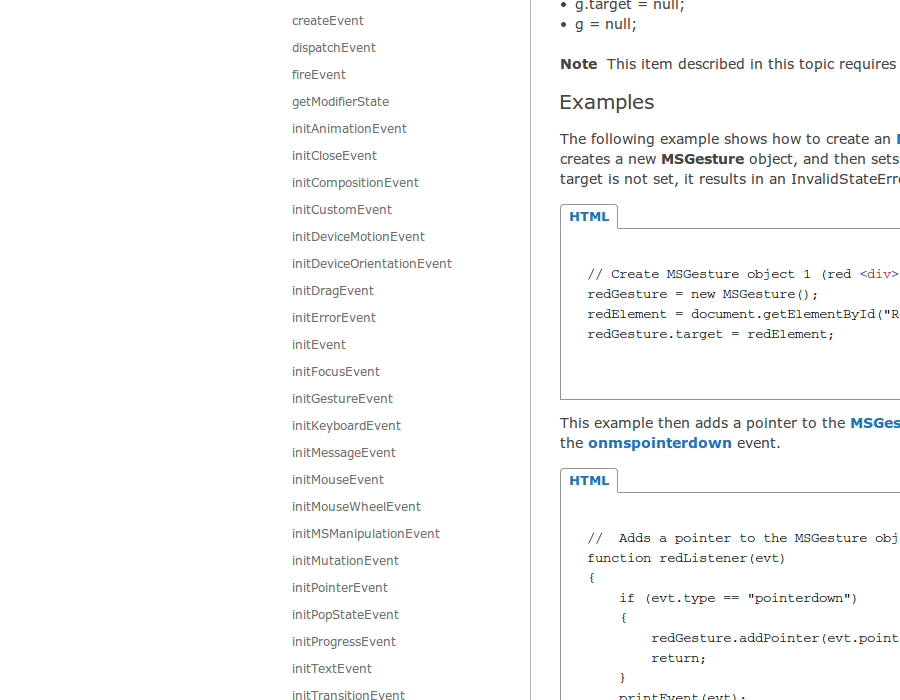 createEvent
dispatchEvent
fireEvent
getModifierState
initAnimationEvent
initCloseEvent
initCompositionEvent
initCustomEvent
initDeviceMotionEvent
initDeviceOrientationEvent
initDragEvent
initErrorEvent
initEvent
initFocusEvent
initGestureEvent
initKeyboardEvent
initMessageEvent
initMouseEvent
initMouseWheelEvent
initMSManipulationEvent
initMutationEvent
initPointerEvent
initPopStateEvent
initProgressEvent
initTextEvent
initTransitionEvent
• g.target = null;
• g = null;
Note This item described in this topic requires
Examples
The following example shows how to create an
creates a new MSGesture object, and then sets
target is not set, it results in an InvalidStateErr
HTML
// Create MSGesture object 1 (red <div>
redGesture = new MSGesture();
redElement = document.getElementById("R
redGesture.target = redElement;
This example then adds a pointer to the MSGes
the onmspointerdown event.
HTML
//  Adds a pointer to the MSGesture obj
function redListener(evt)
{
    if (evt.type == "pointerdown")
    {
        redGesture.addPointer(evt.point
        return;
    }
    printEvent(evt);